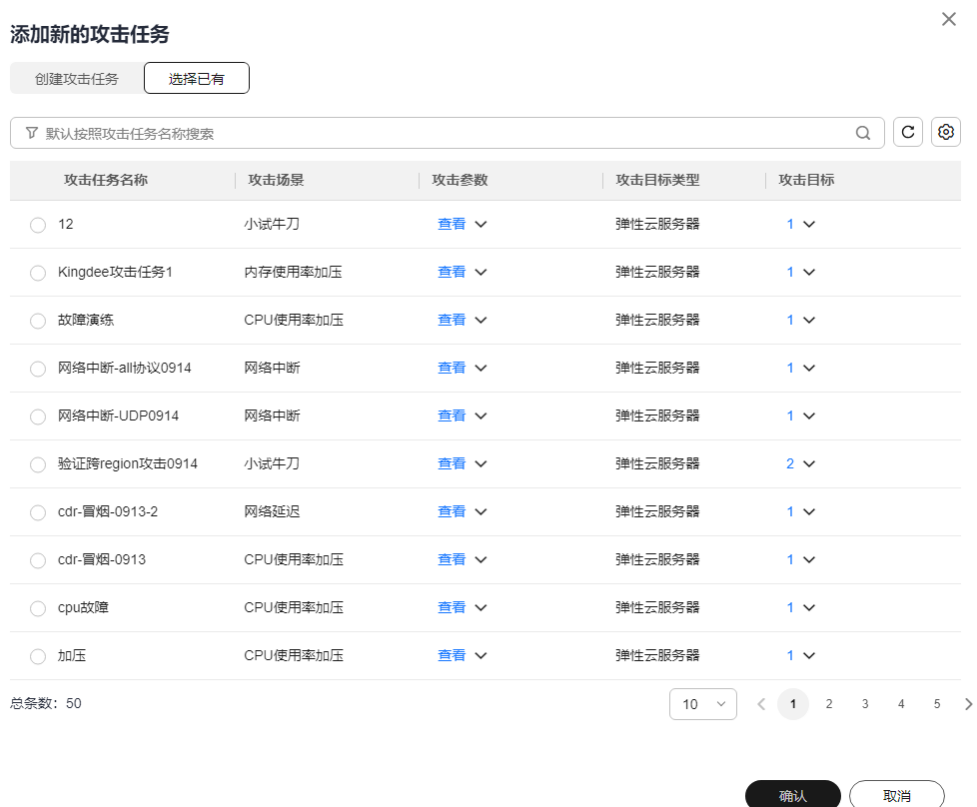 添加新的攻击任务
创建攻击任务 选择已有
默认按照攻击任务名称搜索
攻击任务名称 攻击场景 攻击参数 攻击目标类型 攻击目标
12 小试牛刀 查看 弹性云服务器 1
Kingdee攻击任务1 内存使用率加压 查看 弹性云服务器 1
故障演练 CPU使用率加压 查看 弹性云服务器 1
网络中断-all协议0914 网络中断 查看 弹性云服务器 1
网络中断-UDP0914 网络中断 查看 弹性云服务器 1
验证跨region攻击0914 小试牛刀 查看 弹性云服务器 2
cdr-冒烟-0913-2 网络延迟 查看 弹性云服务器 1
cdr-冒烟-0913 CPU使用率加压 查看 弹性云服务器 1
cpu故障 CPU使用率加压 查看 弹性云服务器 1
加压 CPU使用率加压 查看 弹性云服务器 1
总条数：50 10 1 2 3 4 5
确认 取消